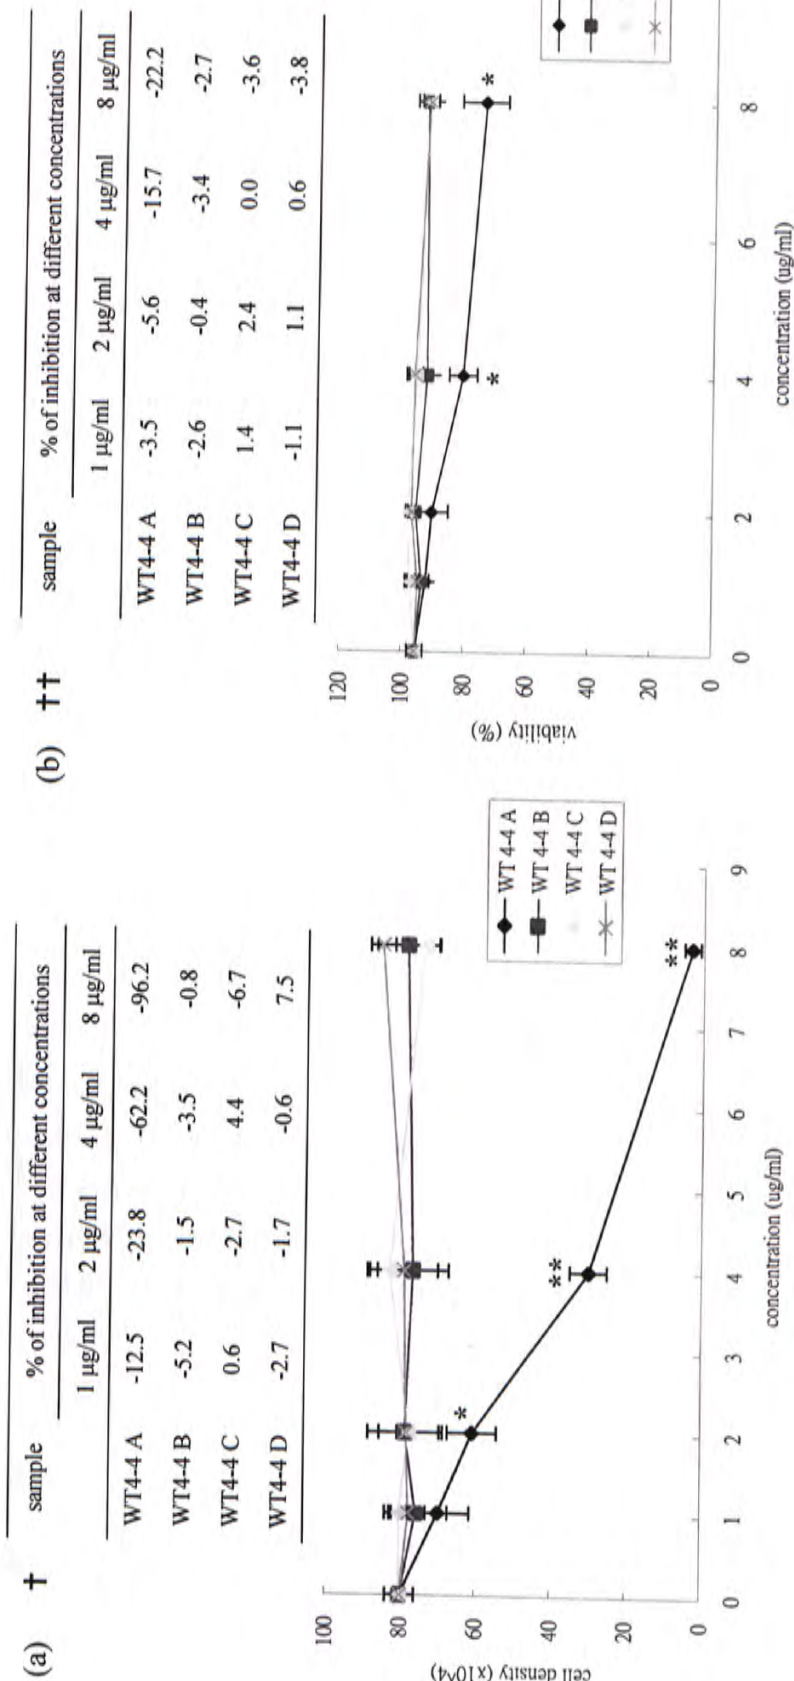 (a) †
sample % of inhibition at different concentrations
1 μg/ml 2 μg/ml 4 μg/ml 8 μg/ml
WT4-4 A -12.5 -23.8 -62.2 -96.2
WT4-4 B -5.2 -1.5 -3.5 -0.8
WT4-4 C 0.6 -2.7 4.4 -6.7
WT4-4 D -2.7 -1.7 -0.6 7.5
cell density (x10^4)
100
80
60
40
20
0
* ** **
WT 4-4 A
WT 4-4 B
WT 4-4 C
WT 4-4 D
0 1 2 3 4 5 6 7 8 9
concentration (ug/ml)
(b) ††
sample % of inhibition at different concentrations
1 μg/ml 2 μg/ml 4 μg/ml 8 μg/ml
WT4-4 A -3.5 -5.6 -15.7 -22.2
WT4-4 B -2.6 -0.4 -3.4 -2.7
WT4-4 C 1.4 2.4 0.0 -3.6
WT4-4 D -1.1 1.1 0.6 -3.8
viability (%)
120
100
80
60
40
20
0
* *
0 2 4 6 8
concentration (ug/ml)